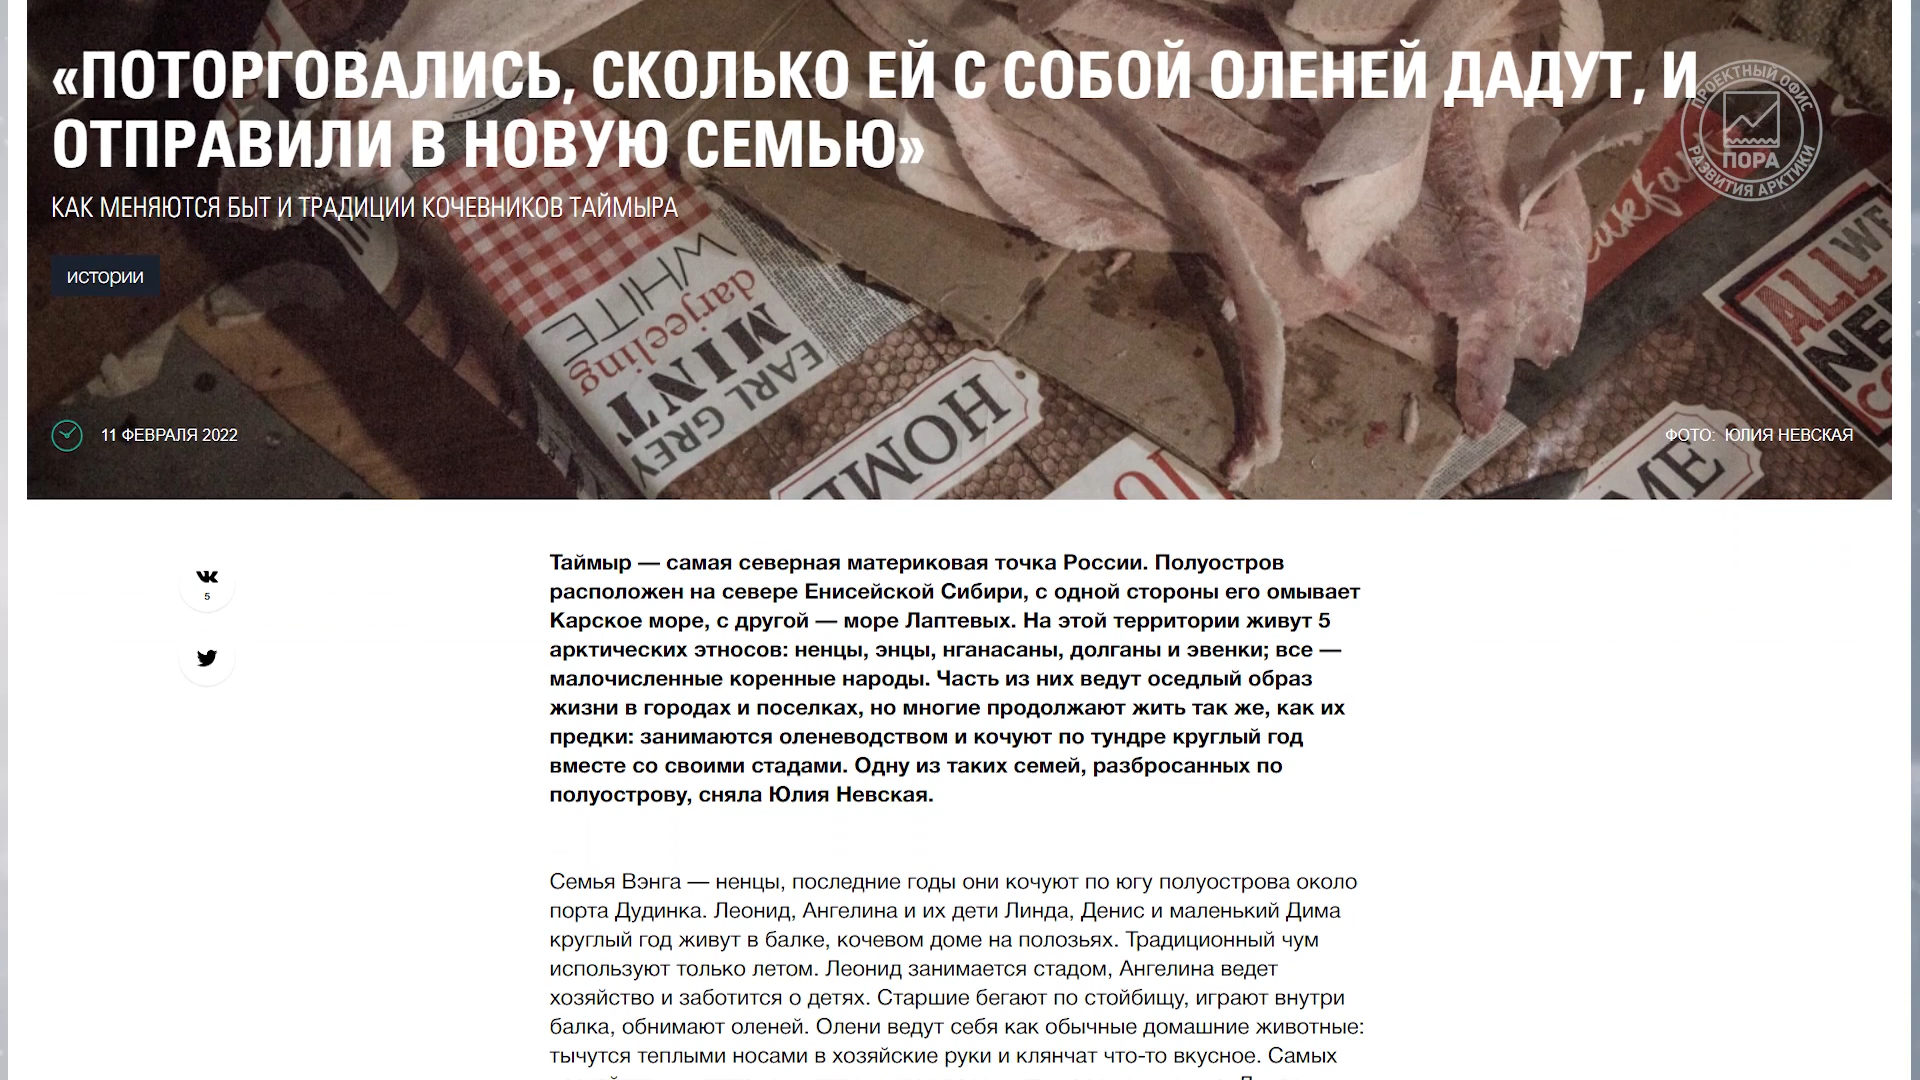 «ПОТОРГОВАЛИСЬ, СКОЛЬКО ЕЙ С СОБОЙ ОЛЕНЕЙ ДАДУТ, И
ОТПРАВИЛИ В НОВУЮ СЕМЬЮ»
ПРОЕКТНЫЙ ОФИС
ПОРА
РАЗВИТИЯ АРКТИКИ
КАК МЕНЯЮТСЯ БЫТ И ТРАДИЦИИ КОЧЕВНИКОВ ТАЙМЫРА
истории
WHITE
darjeeling
MINT
EARL GREY
HOME
ALL WE
NE
11 ФЕВРАЛЯ 2022
ФОТО: ЮЛИЯ НЕВСКАЯ
5
Таймыр — самая северная материковая точка России. Полуостров
расположен на севере Енисейской Сибири, с одной стороны его омывает
Карское море, с другой — море Лаптевых. На этой территории живут 5
арктических этносов: ненцы, энцы, нганасаны, долганы и эвенки; все —
малочисленные коренные народы. Часть из них ведут оседлый образ
жизни в городах и поселках, но многие продолжают жить так же, как их
предки: занимаются оленеводством и кочуют по тундре круглый год
вместе со своими стадами. Одну из таких семей, разбросанных по
полуострову, сняла Юлия Невская.
Семья Вэнга — ненцы, последние годы они кочуют по югу полуострова около
порта Дудинка. Леонид, Ангелина и их дети Линда, Денис и маленький Дима
круглый год живут в балке, кочевом доме на полозьях. Традиционный чум
используют только летом. Леонид занимается стадом, Ангелина ведет
хозяйство и заботится о детях. Старшие бегают по стойбищу, играют внутри
балка, обнимают оленей. Олени ведут себя как обычные домашние животные:
тычутся теплыми носами в хозяйские руки и клянчат что-то вкусное. Самых